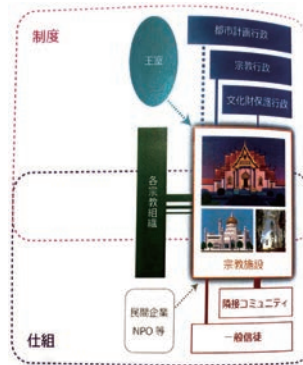 制度
都市計画行政
王室
宗教行政
文化財保護行政
各宗教組織
宗教施設
民間企業
NPO 等
隣接コミュニティ
一般信徒
仕組